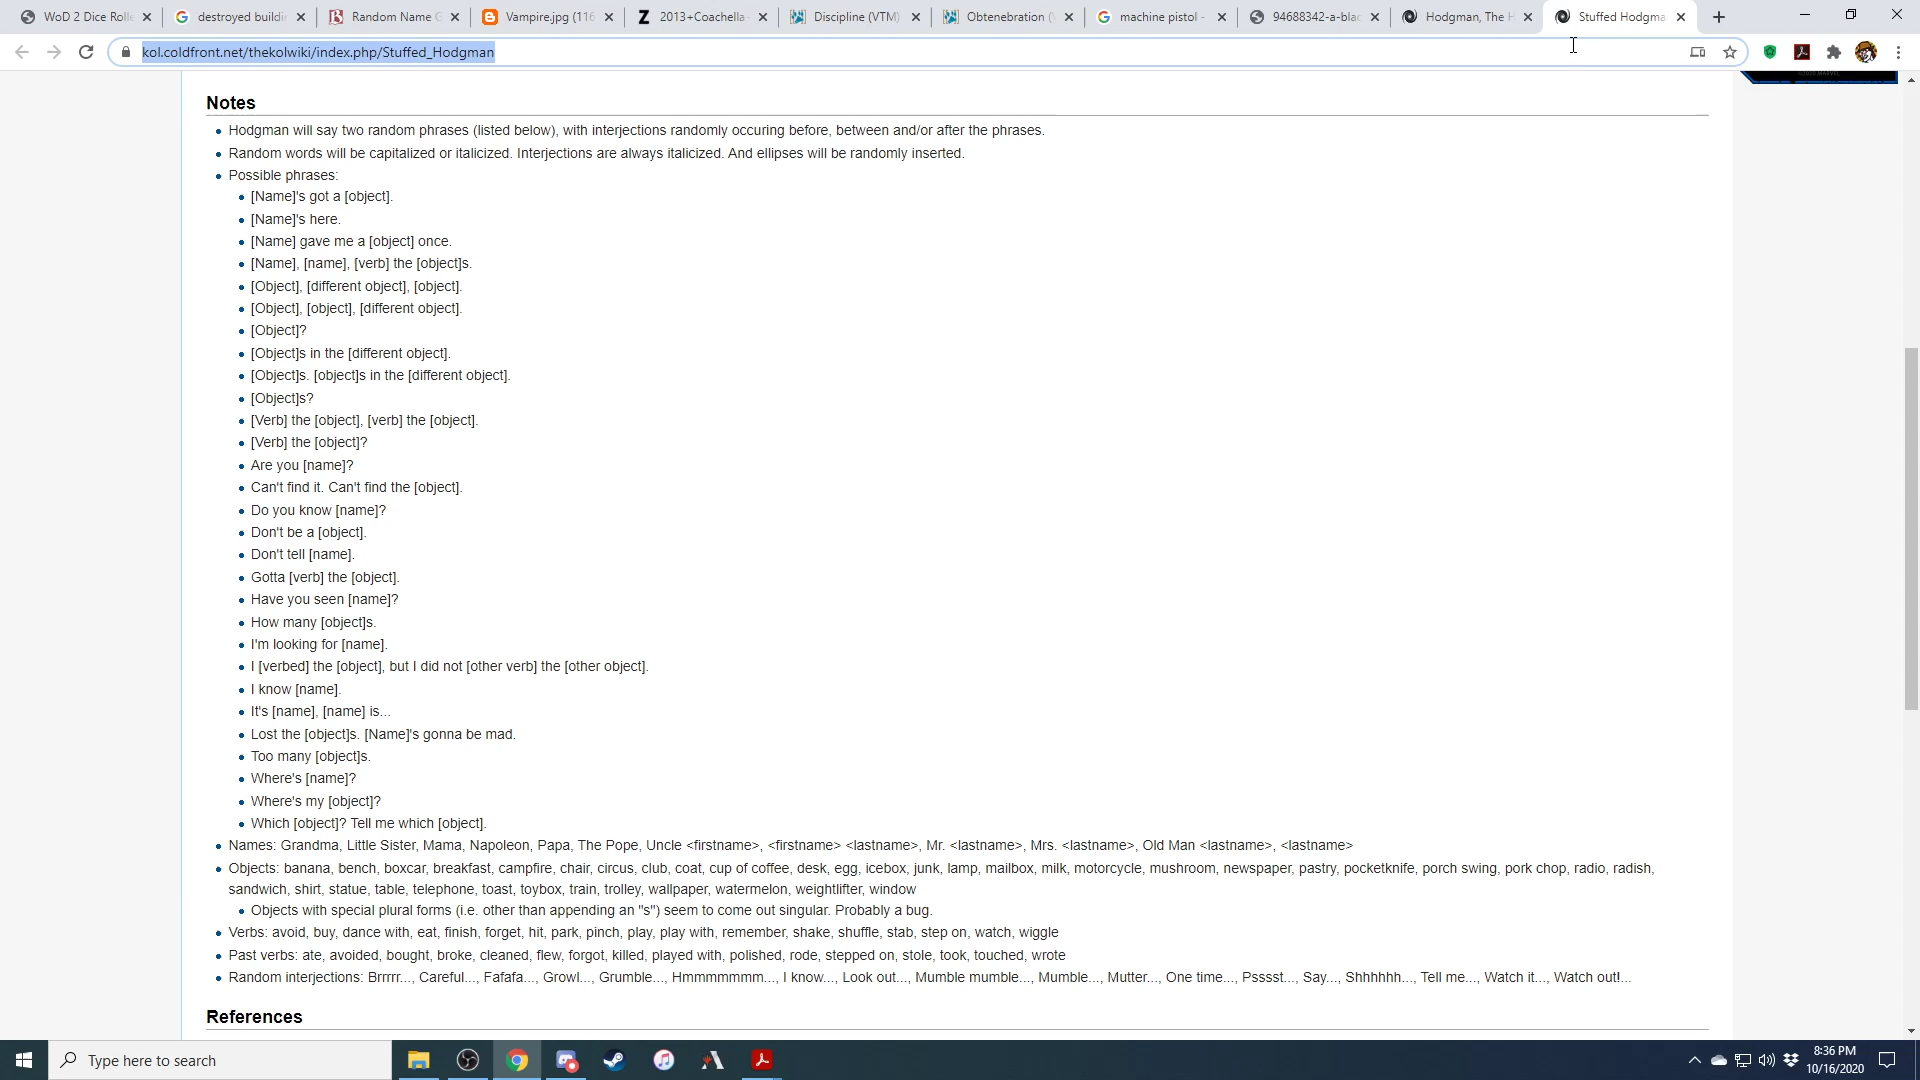 WoD 2 Dice Rolle
destroyed buildi
Random Name G
Vampire.jpg (116
2013+Coachella
Discipline (VTM)
Obtenebration (
machine pistol -
94688342-a-blac
Hodgman, The H
Stuffed Hodgma
kol.coldfront.net/thekolwiki/index.php/Stuffed_Hodgman
Notes
Hodgman will say two random phrases (listed below), with interjections randomly occuring before, between and/or after the phrases.
Random words will be capitalized or italicized. Interjections are always italicized. And ellipses will be randomly inserted.
Possible phrases:
[Name]'s got a [object].
[Name]'s here.
[Name] gave me a [object] once.
[Name], [name], [verb] the [object]s.
[Object], [different object], [object].
[Object], [object], [different object].
[Object]?
[Object]s in the [different object].
[Object]s. [object]s in the [different object].
[Object]s?
[Verb] the [object], [verb] the [object].
[Verb] the [object]?
Are you [name]?
Can't find it. Can't find the [object].
Do you know [name]?
Don't be a [object].
Don't tell [name].
Gotta [verb] the [object].
Have you seen [name]?
How many [object]s.
I'm looking for [name].
I [verbed] the [object], but I did not [other verb] the [other object].
I know [name].
It's [name], [name] is...
Lost the [object]s. [Name]'s gonna be mad.
Too many [object]s.
Where's [name]?
Where's my [object]?
Which [object]? Tell me which [object].
Names: Grandma, Little Sister, Mama, Napoleon, Papa, The Pope, Uncle <firstname>, <firstname> <lastname>, Mr. <lastname>, Mrs. <lastname>, Old Man <lastname>, <lastname>
Objects: banana, bench, boxcar, breakfast, campfire, chair, circus, club, coat, cup of coffee, desk, egg, icebox, junk, lamp, mailbox, milk, motorcycle, mushroom, newspaper, pastry, pocketknife, porch swing, pork chop, radio, radish,
sandwich, shirt, statue, table, telephone, toast, toybox, train, trolley, wallpaper, watermelon, weightlifter, window
Objects with special plural forms (i.e. other than appending an "s") seem to come out singular. Probably a bug.
Verbs: avoid, buy, dance with, eat, finish, forget, hit, park, pinch, play, play with, remember, shake, shuffle, stab, step on, watch, wiggle
Past verbs: ate, avoided, bought, broke, cleaned, flew, forgot, killed, played with, polished, rode, stepped on, stole, took, touched, wrote
Random interjections: Brrrrr..., Careful..., Fafafa..., Growl..., Grumble..., Hmmmmmmm..., I know..., Look out..., Mumble mumble..., Mumble..., Mutter..., One time..., Psssst..., Say..., Shhhhhh..., Tell me..., Watch it..., Watch out!...
References
Type here to search
8:36 PM
10/16/2020